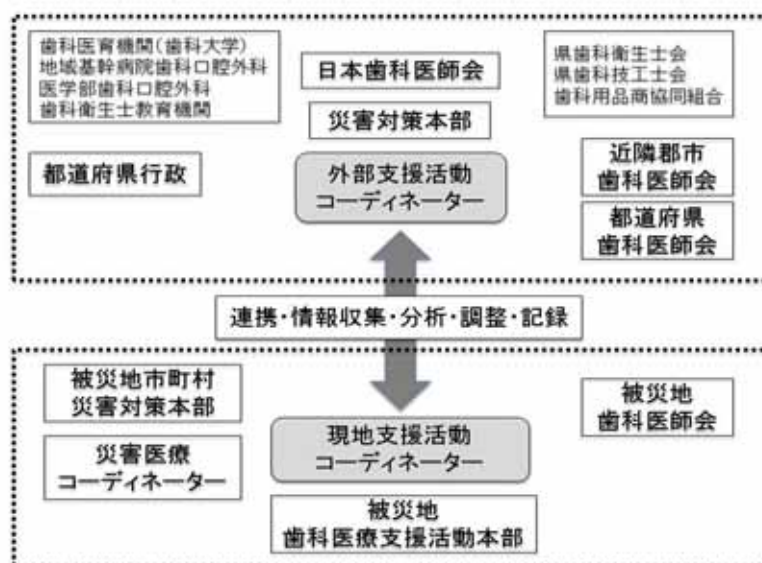 歯科医育機関(歯科大学)
地域基幹病院歯科口腔外科
医学部歯科口腔外科
歯科衛生士教育機関
日本歯科医師会
県歯科衛生士会
県歯科技工士会
歯科用品商協同組合
災害対策本部
都道府県行政
外部支援活動
コーディネーター
近隣郡市
歯科医師会
都道府県
歯科医師会
連携・情報収集・分析・調整・記録
被災地市町村
災害対策本部
被災地
歯科医師会
災害医療
コーディネーター
現地支援活動
コーディネーター
被災地
歯科医療支援活動本部